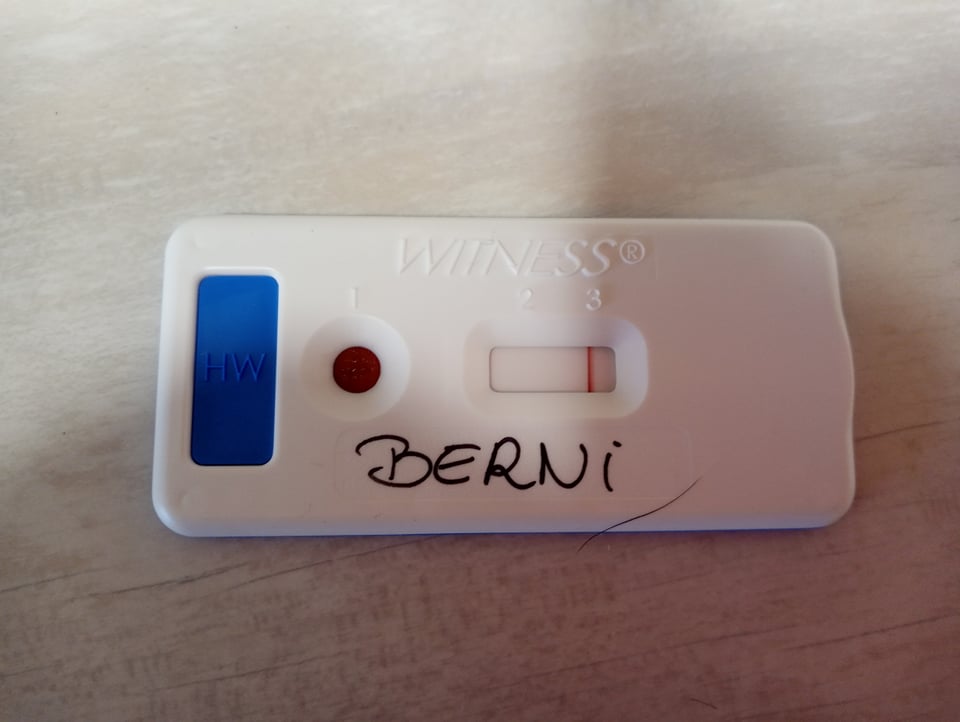 WITNESS®
1 2 3
HW
BERNi